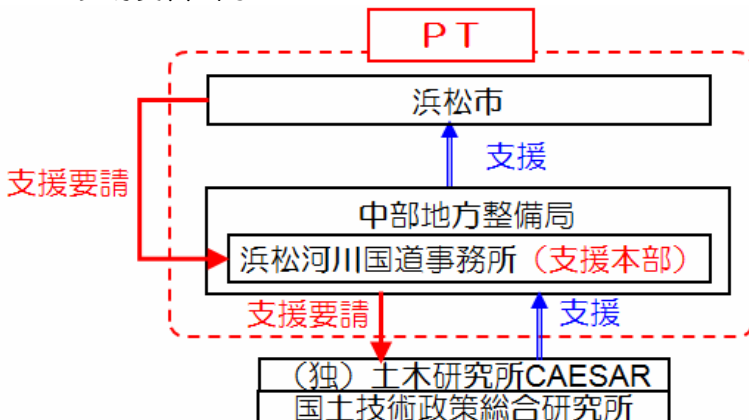 PT
浜松市
支援
支援要請
中部地方整備局
浜松河川国道事務所（支援本部）
支援要請
支援
（独）土木研究所CAESAR
国土技術政策総合研究所